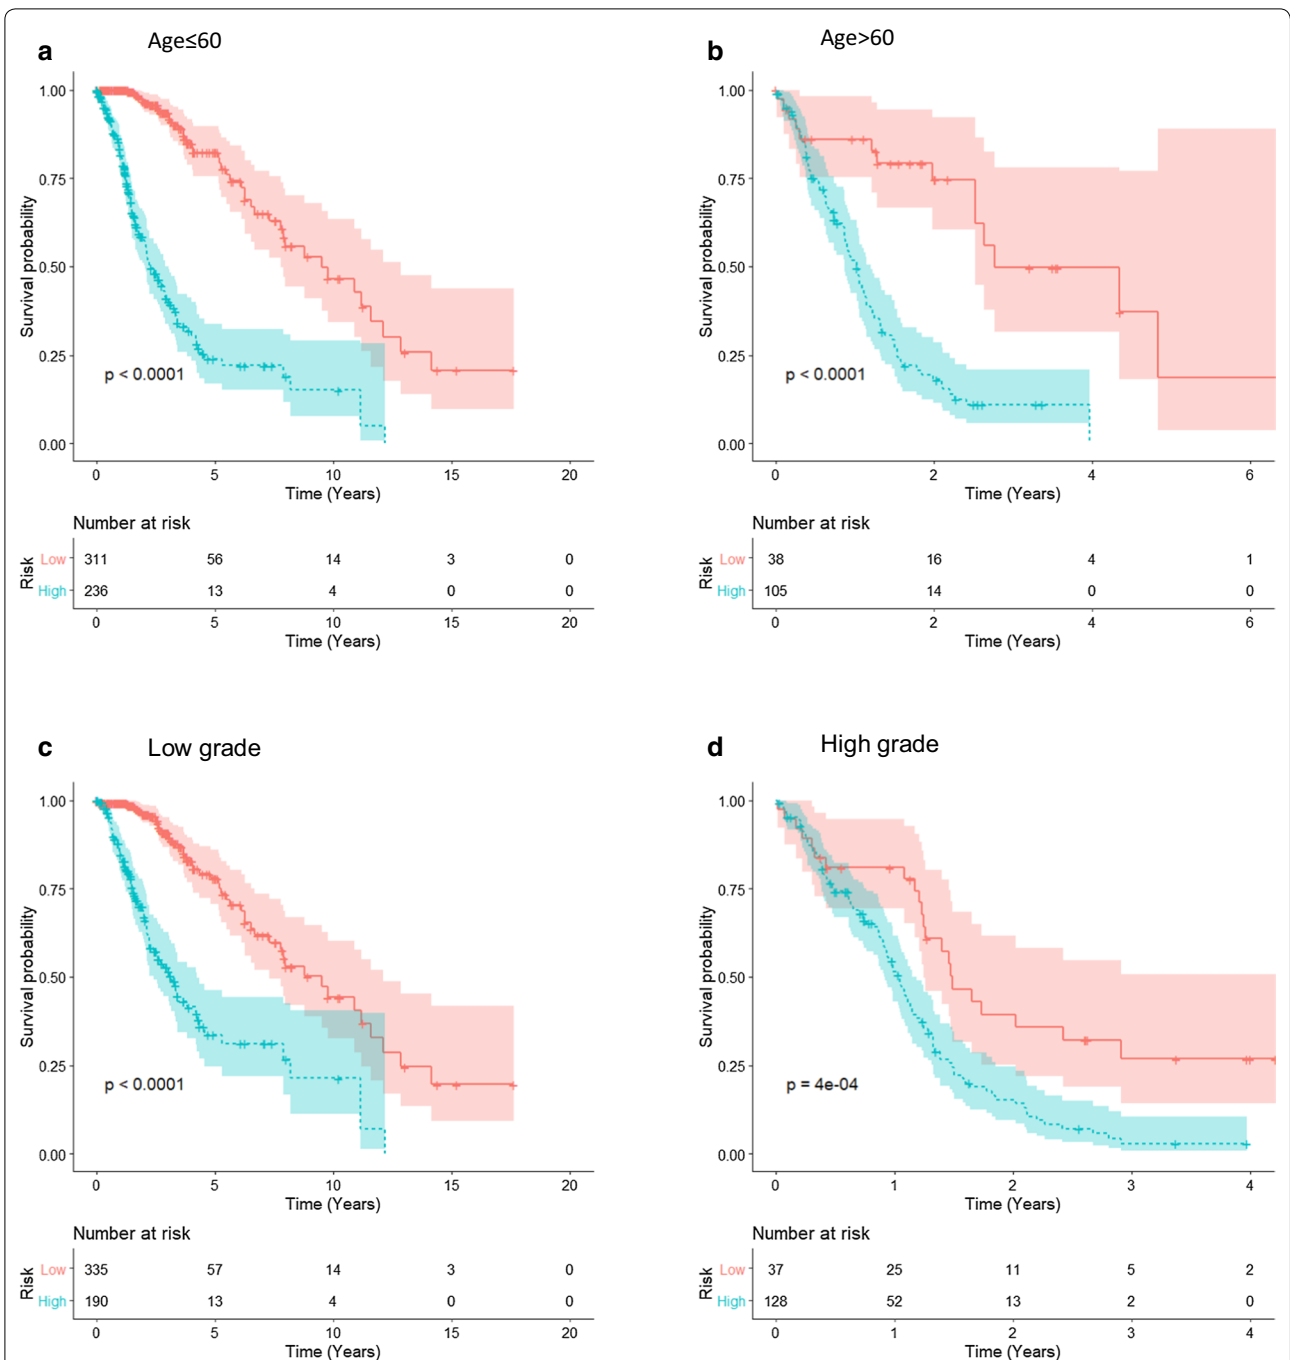 a
Age≤60
1.00
0.75
0.50
0.25
0.00
Survival probability
p < 0.0001
0 5 10 15 20
Time (Years)
Number at risk
Risk
Low 311 56 14 3 0
High 236 13 4 0 0
0 5 10 15 20
Time (Years)
b
Age>60
1.00
0.75
0.50
0.25
0.00
Survival probability
p < 0.0001
0 2 4 6
Time (Years)
Number at risk
Risk
Low 38 16 4 1
High 105 14 0 0
0 2 4 6
Time (Years)
c
Low grade
1.00
0.75
0.50
0.25
0.00
Survival probability
p < 0.0001
0 5 10 15 20
Time (Years)
Number at risk
Risk
Low 335 57 14 3 0
High 190 13 4 0 0
0 5 10 15 20
Time (Years)
d
High grade
1.00
0.75
0.50
0.25
0.00
Survival probability
p = 4e-04
0 1 2 3 4
Time (Years)
Number at risk
Risk
Low 37 25 11 5 2
High 128 52 13 2 0
0 1 2 3 4
Time (Years)